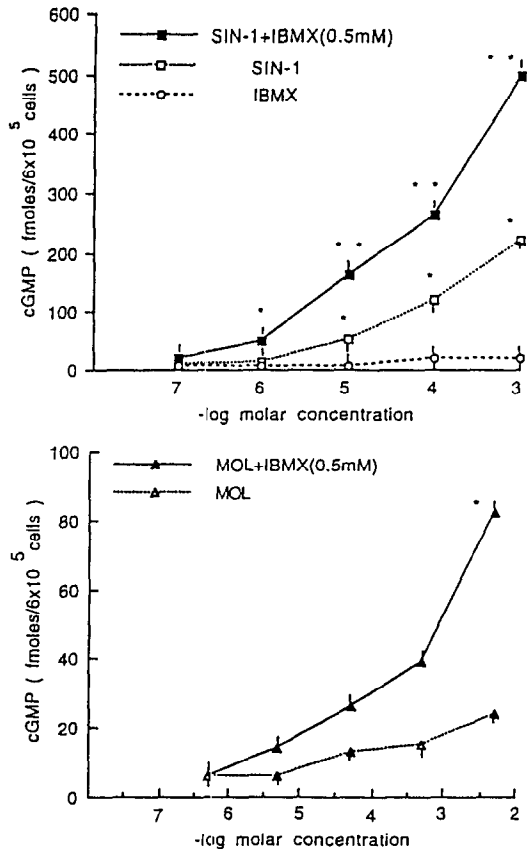 SIN-1+IBMX(0.5mM)
SIN-1
IBMX
600
500
400
300
200
100
0
cGMP ( fmoles/6x10 5 cells )
7 6 5 4 3
-log molar concentration
MOL+IBMX(0.5mM)
MOL
100
80
60
40
20
0
cGMP ( fmoles/6x10 5 cells )
7 6 5 4 3 2
-log molar concentration